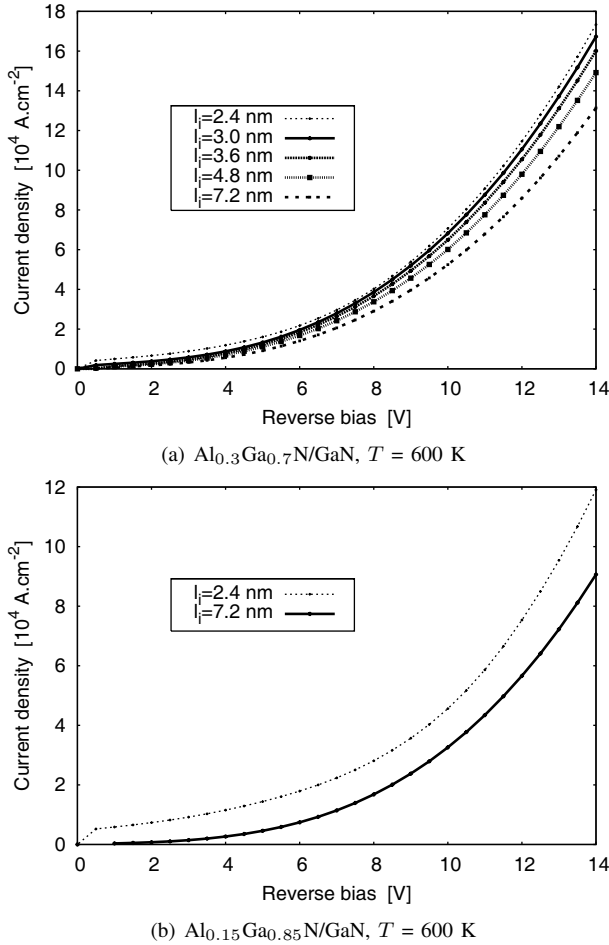 18
16
14
12
10
8
6
4
2
0
Current density [10⁴ A.cm⁻²]
lᵢ=2.4 nm
lᵢ=3.0 nm
lᵢ=3.6 nm
lᵢ=4.8 nm
lᵢ=7.2 nm
0 2 4 6 8 10 12 14
Reverse bias [V]
(a) Al₀.₃Ga₀.₇N/GaN, T = 600 K
12
10
8
6
4
2
0
Current density [10⁴ A.cm⁻²]
lᵢ=2.4 nm
lᵢ=7.2 nm
0 2 4 6 8 10 12 14
Reverse bias [V]
(b) Al₀.₁₅Ga₀.₈₅N/GaN, T = 600 K